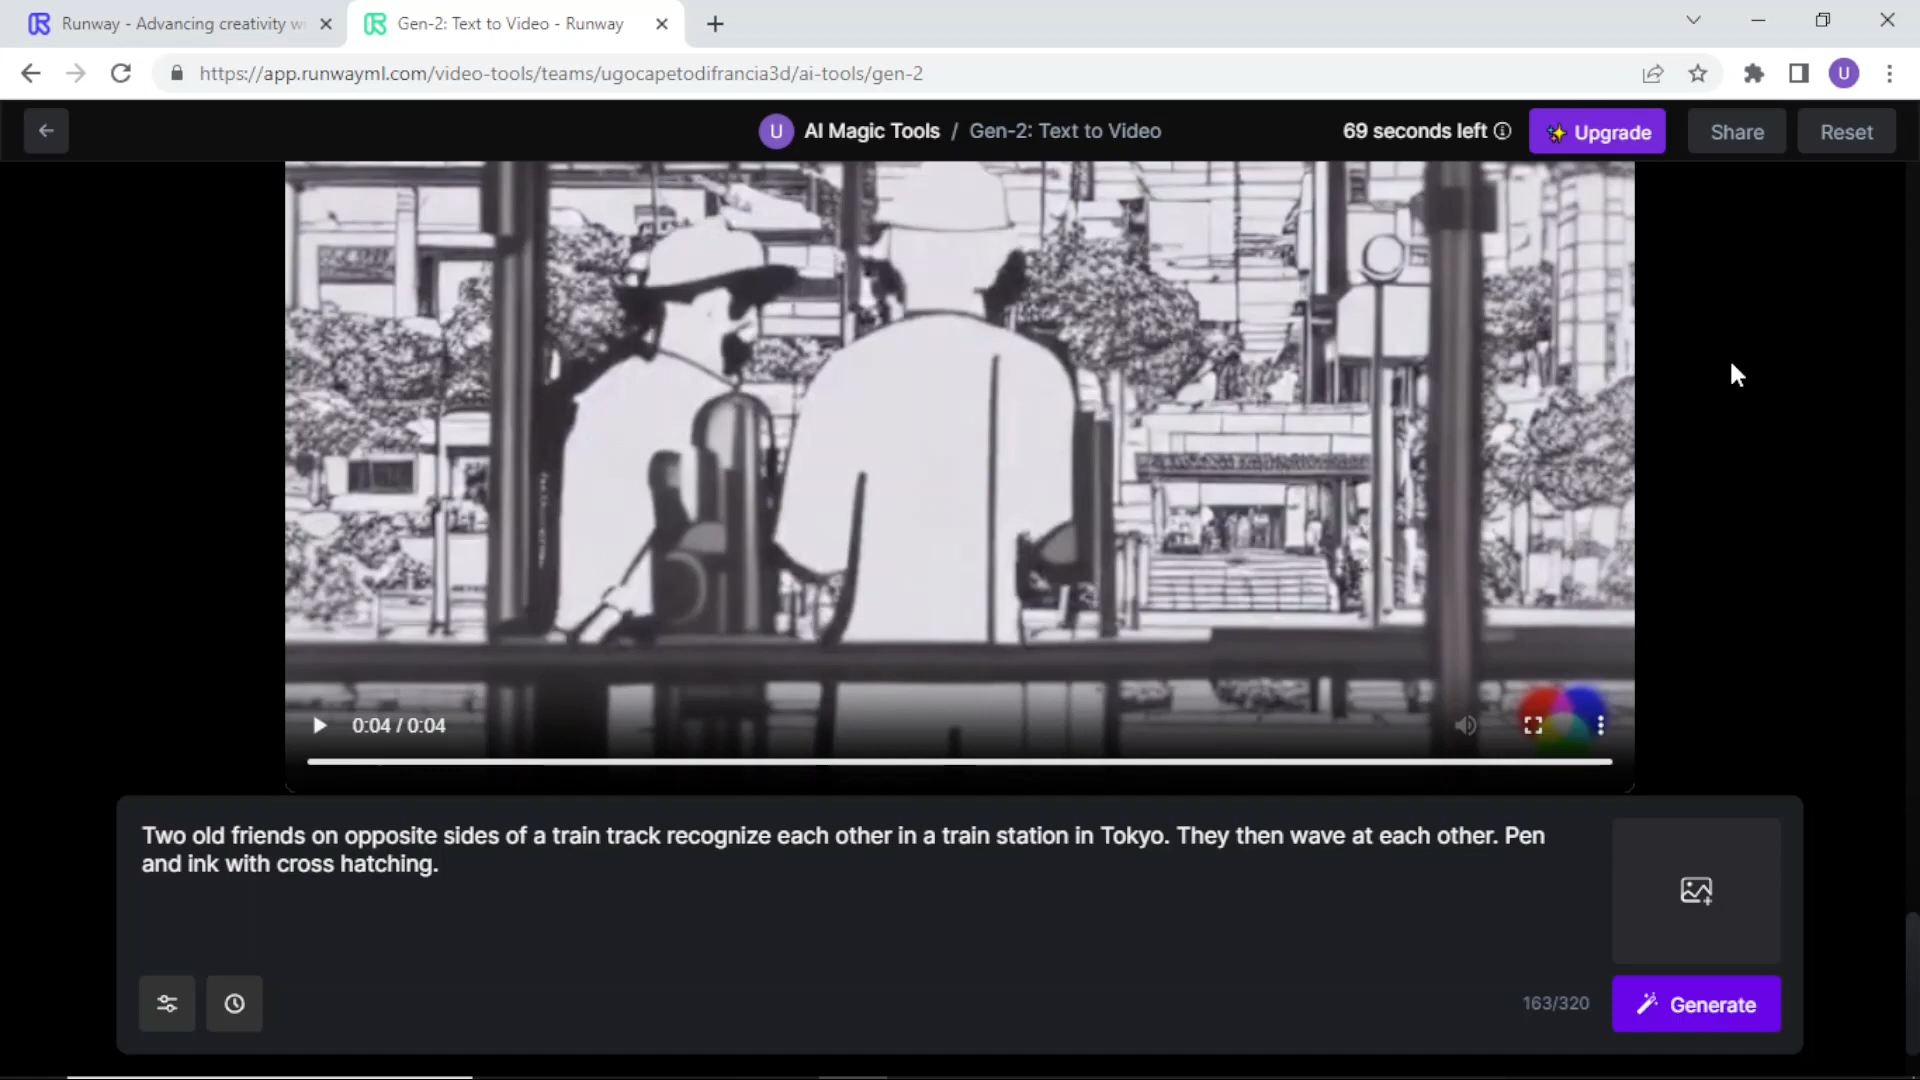 Runway - Advancing creativity wi
Gen-2: Text to Video - Runway
https://app.runwayml.com/video-tools/teams/ugocapetodifrancia3d/ai-tools/gen-2
U
U AI Magic Tools / Gen-2: Text to Video
69 seconds left
Upgrade
Share
Reset
0:04 / 0:04
Two old friends on opposite sides of a train track recognize each other in a train station in Tokyo. They then wave at each other. Pen
and ink with cross hatching.
163/320
Generate